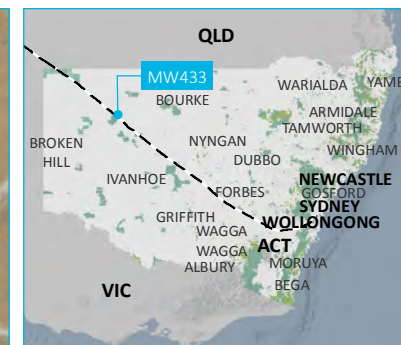 QLD
MW433
BOURKE
WARIALDA
YAMB
ARMIDALE
TAMWORTH
BROKEN
HILL
NYNGAN
WINGHAM
DUBBO
IVANHOE
NEWCASTLE
FORBES
GOSFORD
SYDNEY
GRIFFITH
WOLLONGONG
WAGGA
WAGGA
ACT
ALBURY
MORUYA
VIC
BEGA